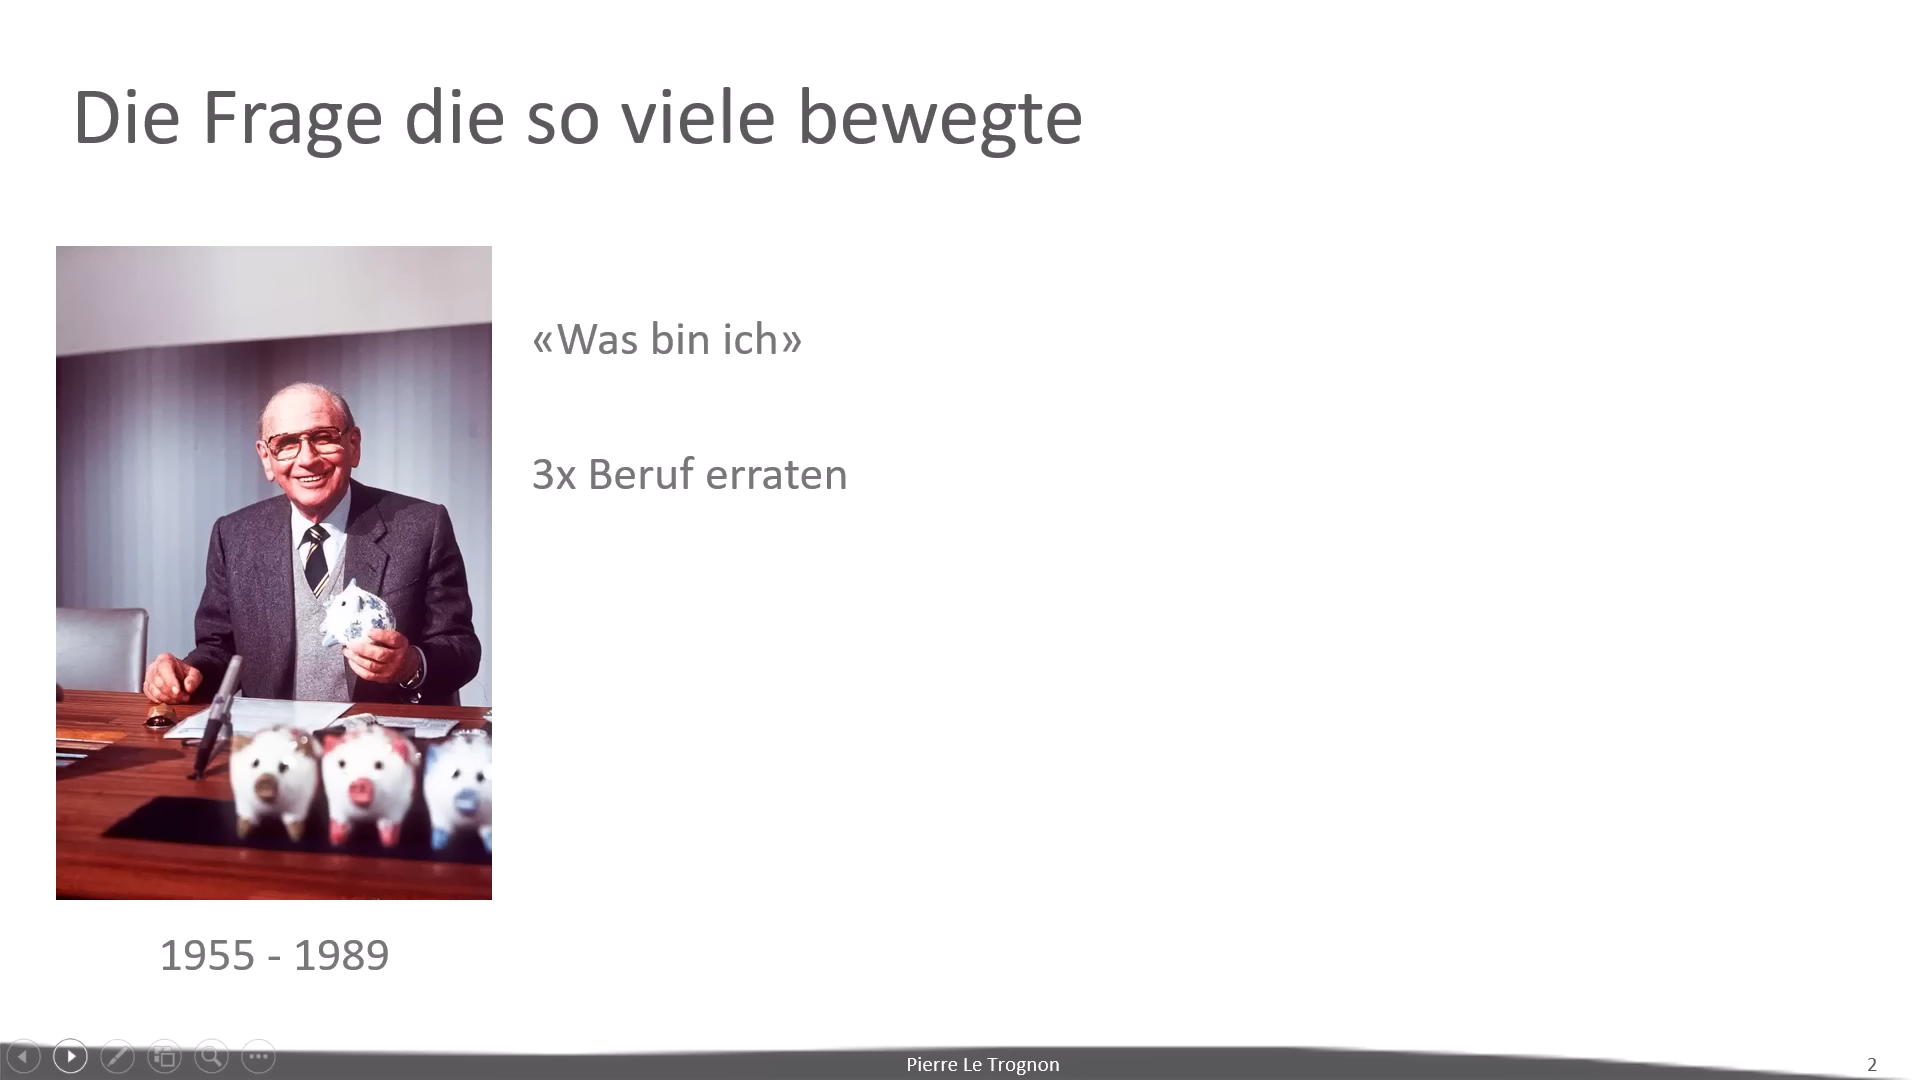 Die Frage die so viele bewegte
«Was bin ich»
3x Beruf erraten
1955 - 1989
Pierre Le Trognon
2